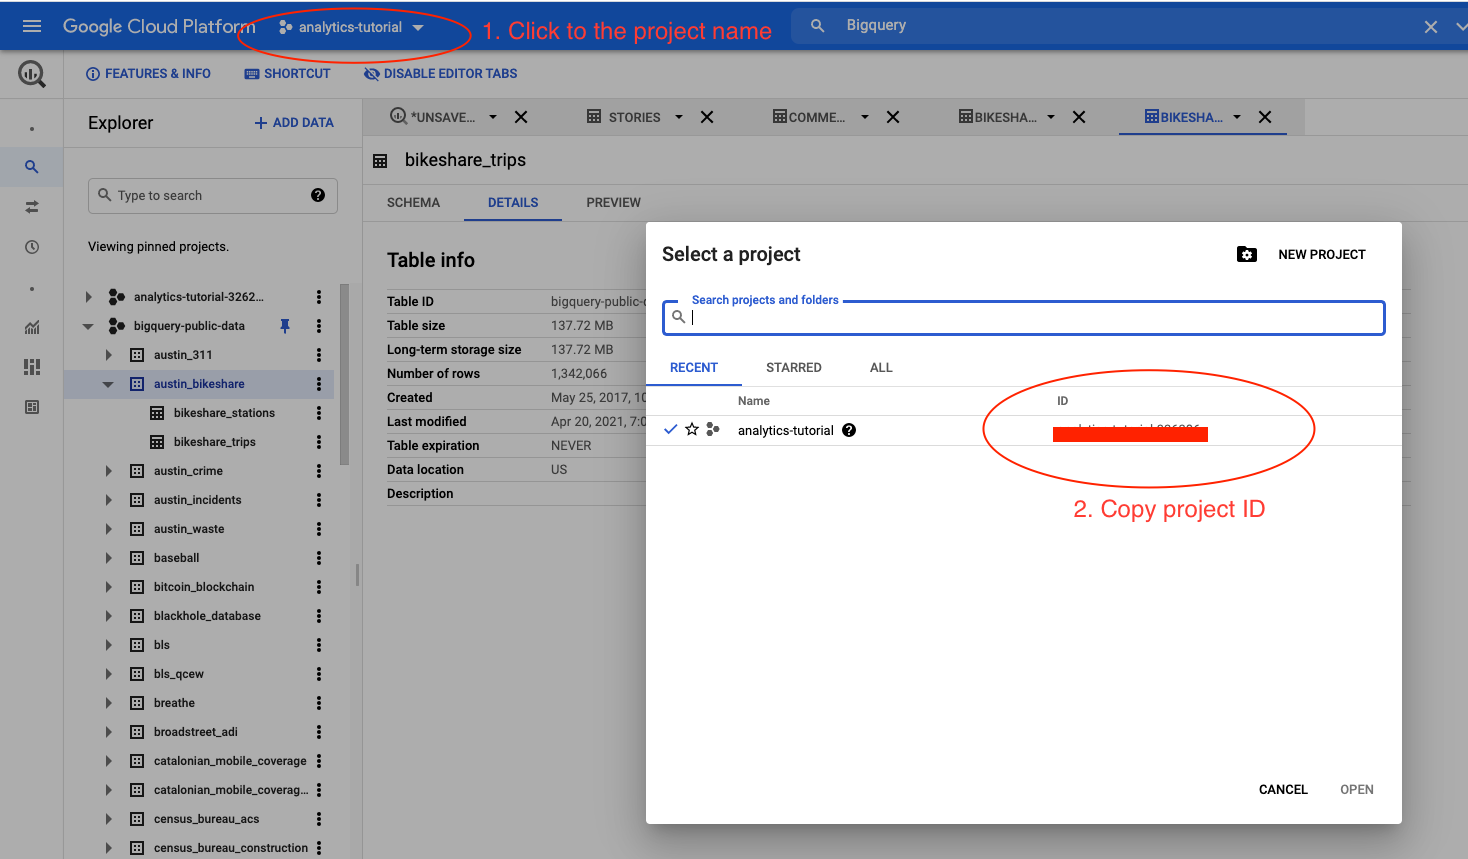 Google Cloud Platform
analytics-tutorial
1. Click to the project name
Bigquery
FEATURES & INFO
SHORTCUT
DISABLE EDITOR TABS
Explorer
ADD DATA
*UNSAVE...
STORIES
COMME...
BIKESHA...
BIKESHA...
bikeshare_trips
Type to search
SCHEMA
DETAILS
PREVIEW
Viewing pinned projects.
analytics-tutorial-3262...
bigquery-public-data
austin_311
austin_bikeshare
bikeshare_stations
bikeshare_trips
austin_crime
austin_incidents
austin_waste
baseball
bitcoin_blockchain
blackhole_database
bls
bls_qcew
breathe
broadstreet_adi
catalonian_mobile_coverage
catalonian_mobile_coverag...
census_bureau_acs
census_bureau_construction
Table info
Table ID bigquery-public-
Table size 137.72 MB
Long-term storage size 137.72 MB
Number of rows 1,342,066
Created May 25, 2017, 10
Last modified Apr 20, 2021, 7:0
Table expiration NEVER
Data location US
Description
Select a project
NEW PROJECT
Search projects and folders
RECENT
STARRED
ALL
Name
ID
analytics-tutorial
2. Copy project ID
CANCEL
OPEN